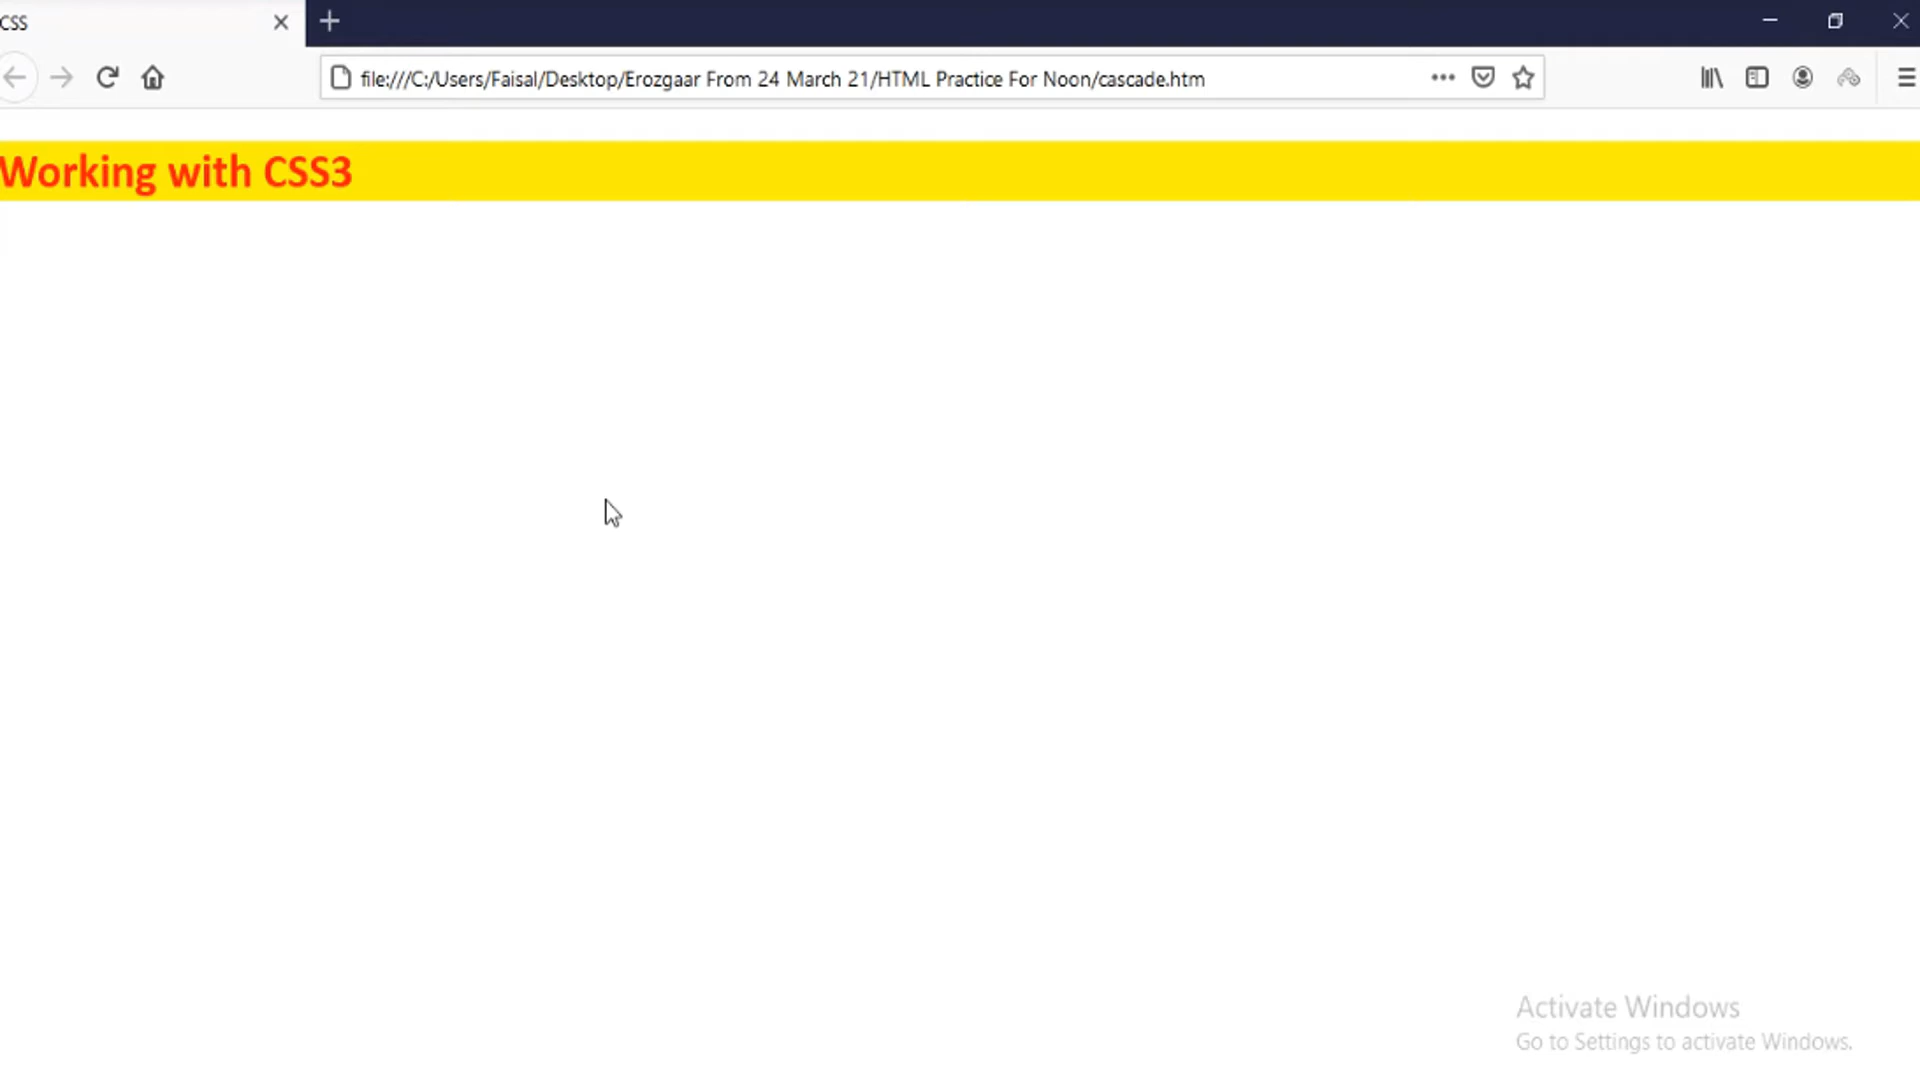 CSS
file:///C:/Users/Faisal/Desktop/Erozgaar From 24 March 21/HTML Practice For Noon/cascade.htm
Working with CSS3
Activate Windows
Go to Settings to activate Windows.